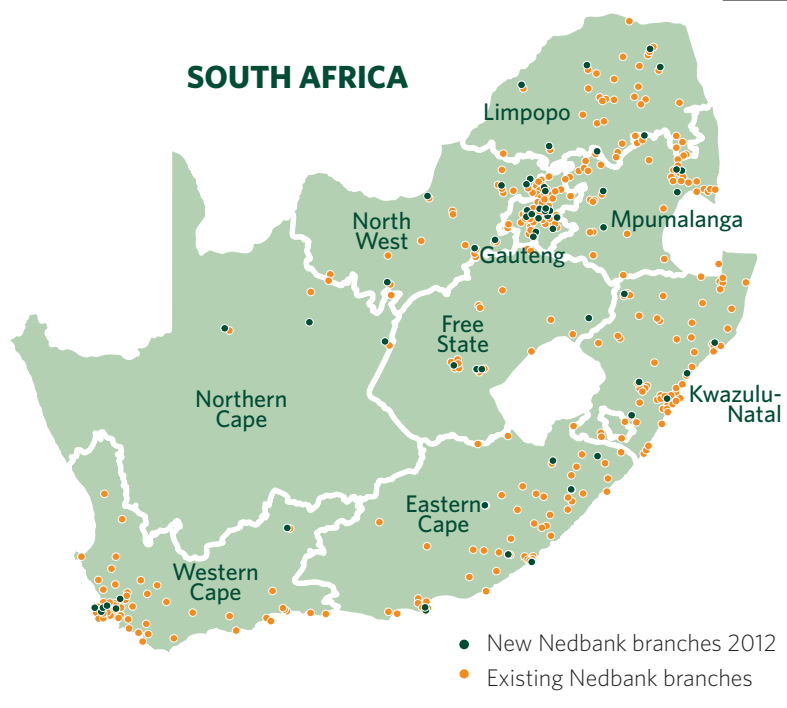 SOUTH AFRICA
Limpopo
North
West
Mpumalanga
Gauteng
Free
State
Northern
Cape
Kwazulu-
Natal
Eastern
Cape
Western
Cape
New Nedbank branches 2012
Existing Nedbank branches